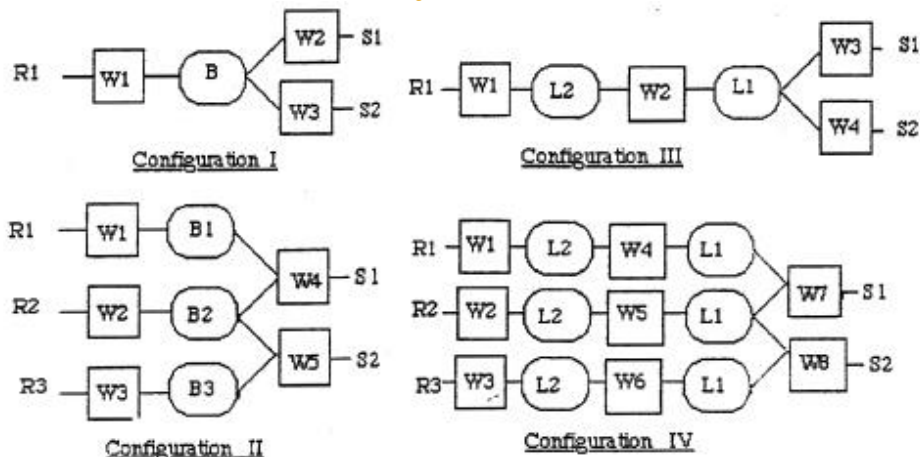 W2 S1
R1 W1 B
W3 S2
Configuration I
W3 S1
R1 W1 L2 W2 L1
W4 S2
Configuration III
R1 W1 B1
W4 S1
R2 W2 B2
W5 S2
R3 W3 B3
Configuration II
R1 W1 L2 W4 L1
W7 S1
R2 W2 L2 W5 L1
W8 S2
R3 W3 L2 W6 L1
Configuration IV